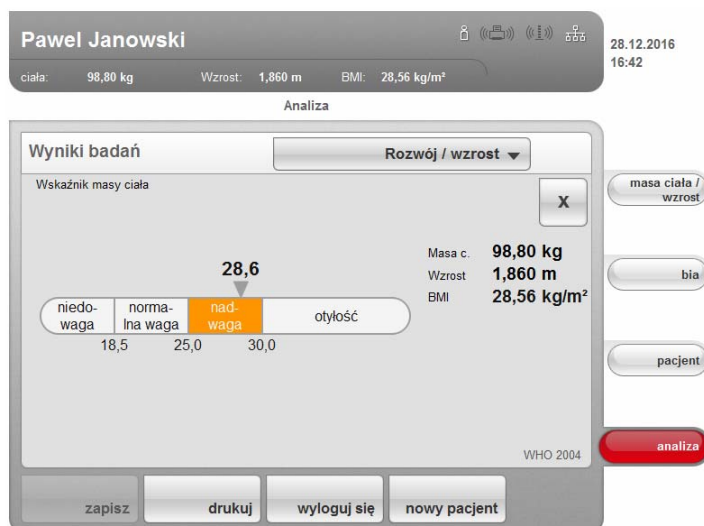 Pawel Janowski
28.12.2016
16:42
ciała: 98,80 kg Wzrost: 1,860 m BMI: 28,56 kg/m²
Analiza
Wyniki badań
Rozwój / wzrost
Wskaźnik masy ciała
X
masa ciała /
wzrost
Masa c. 98,80 kg
Wzrost 1,860 m
BMI 28,56 kg/m²
bia
28,6
niedo-
waga
norma-
lna waga
nad-
waga
otyłość
18,5 25,0 30,0
pacjent
analiza
WHO 2004
zapisz drukuj wyloguj się nowy pacjent